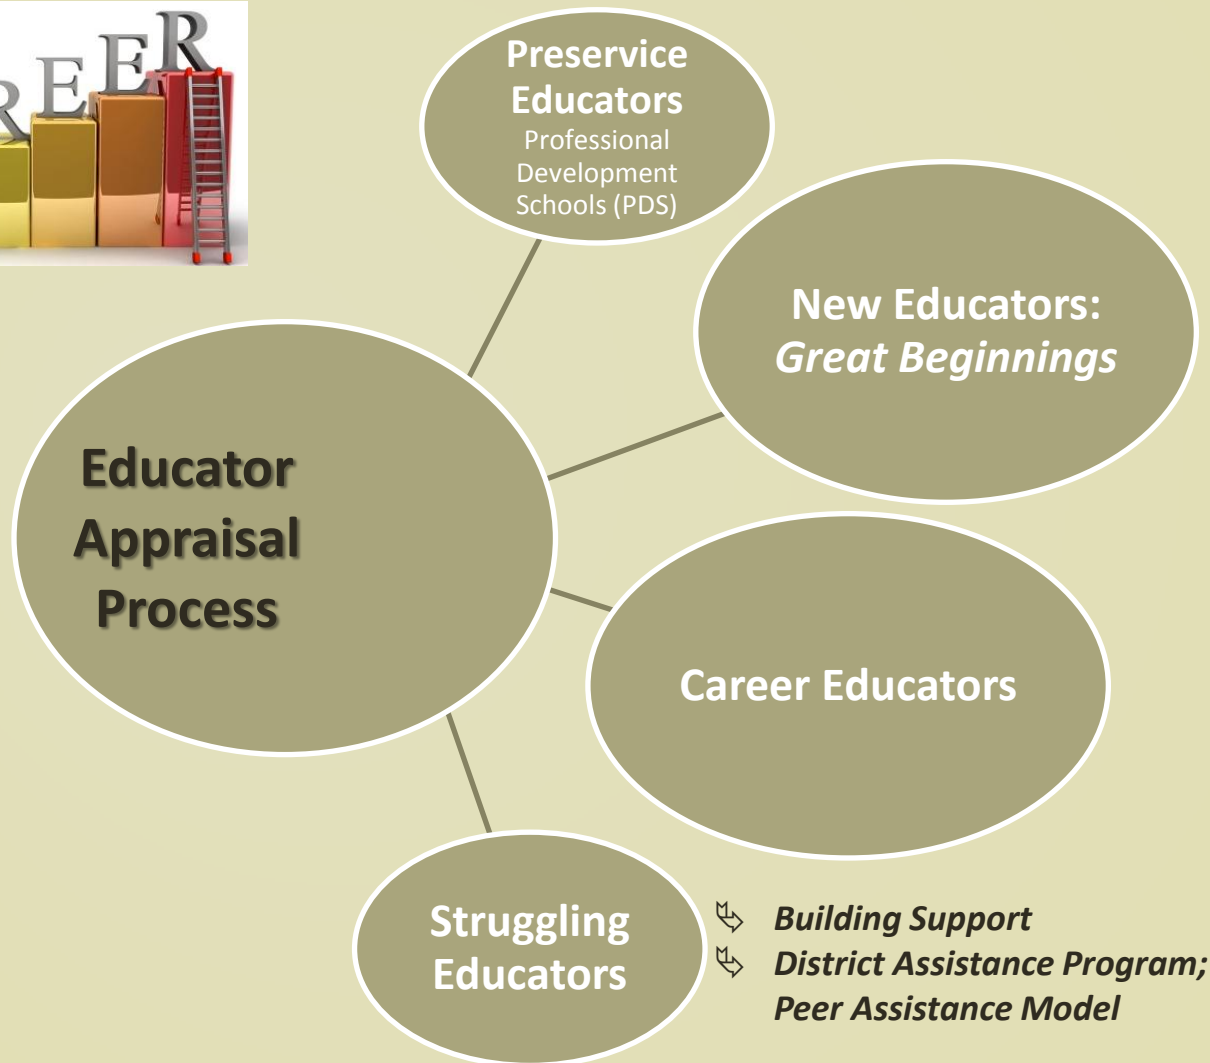 REER
Preservice
Educators
Professional
Development
Schools (PDS)
New Educators:
Great Beginnings
Educator
Appraisal
Process
Career Educators
Struggling
Educators
Building Support
District Assistance Program;
Peer Assistance Model